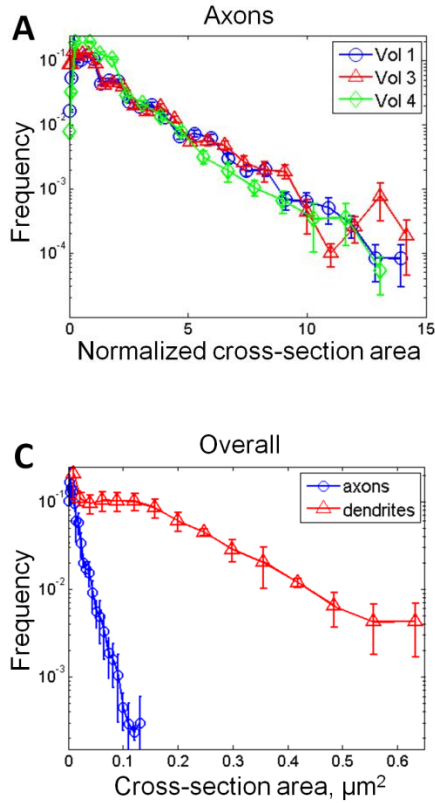 A
Axons
Vol 1
Vol 3
Vol 4
Frequency
10⁻¹
10⁻²
10⁻³
10⁻⁴
0 5 10 15
Normalized cross-section area
C
Overall
axons
dendrites
Frequency
10⁻¹
10⁻²
10⁻³
0 0.1 0.2 0.3 0.4 0.5 0.6
Cross-section area, µm²